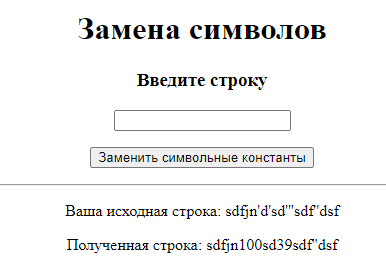 Замена символов
Введите строку
Заменить символьные константы
Ваша исходная строка: sdfjn'd'sd'''sdf''dsf
Полученная строка: sdfjn100sd39sdf''dsf